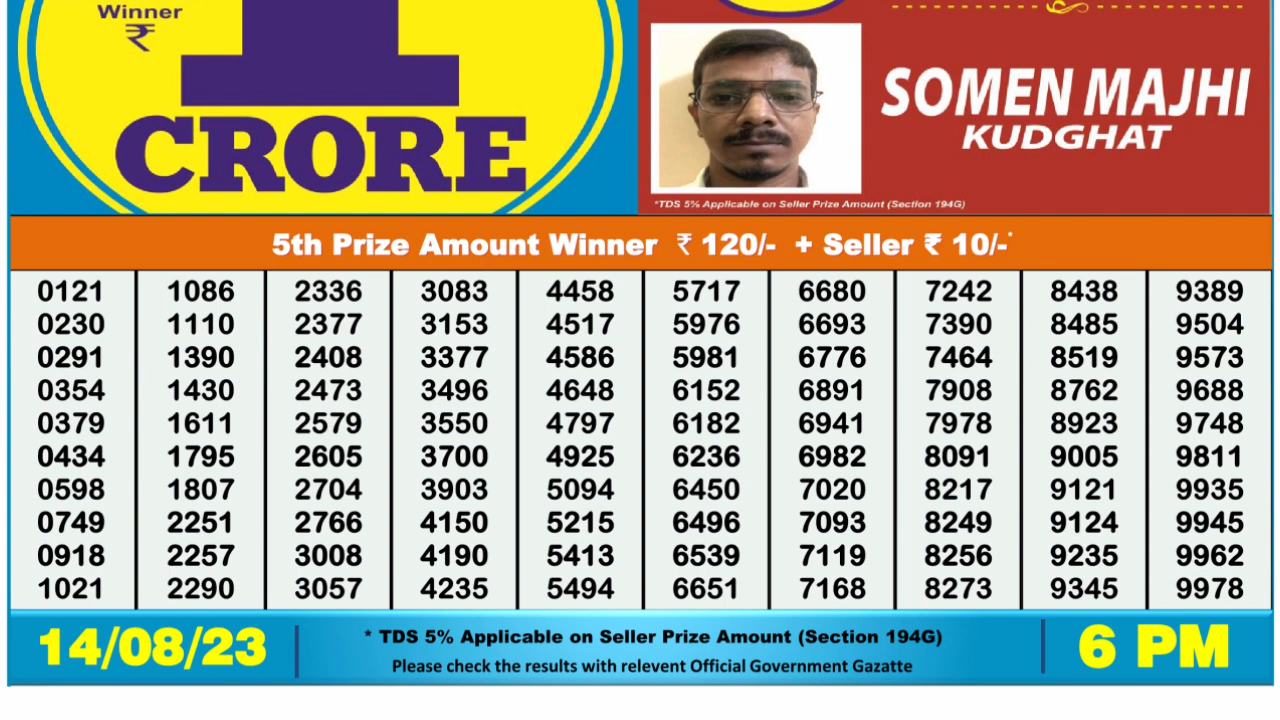 Winner
₹
1
CRORE
SOMEN MAJHI
KUDGHAT
*TDS 5% Applicable on Seller Prize Amount (Section 194G)
5th Prize Amount Winner ₹ 120/- + Seller ₹ 10/-*
0121 1086 2336 3083 4458 5717 6680 7242 8438 9389
0230 1110 2377 3153 4517 5976 6693 7390 8485 9504
0291 1390 2408 3377 4586 5981 6776 7464 8519 9573
0354 1430 2473 3496 4648 6152 6891 7908 8762 9688
0379 1611 2579 3550 4797 6182 6941 7978 8923 9748
0434 1795 2605 3700 4925 6236 6982 8091 9005 9811
0598 1807 2704 3903 5094 6450 7020 8217 9121 9935
0749 2251 2766 4150 5215 6496 7093 8249 9124 9945
0918 2257 3008 4190 5413 6539 7119 8256 9235 9962
1021 2290 3057 4235 5494 6651 7168 8273 9345 9978
14/08/23
* TDS 5% Applicable on Seller Prize Amount (Section 194G)
Please check the results with relevent Official Government Gazatte
6 PM